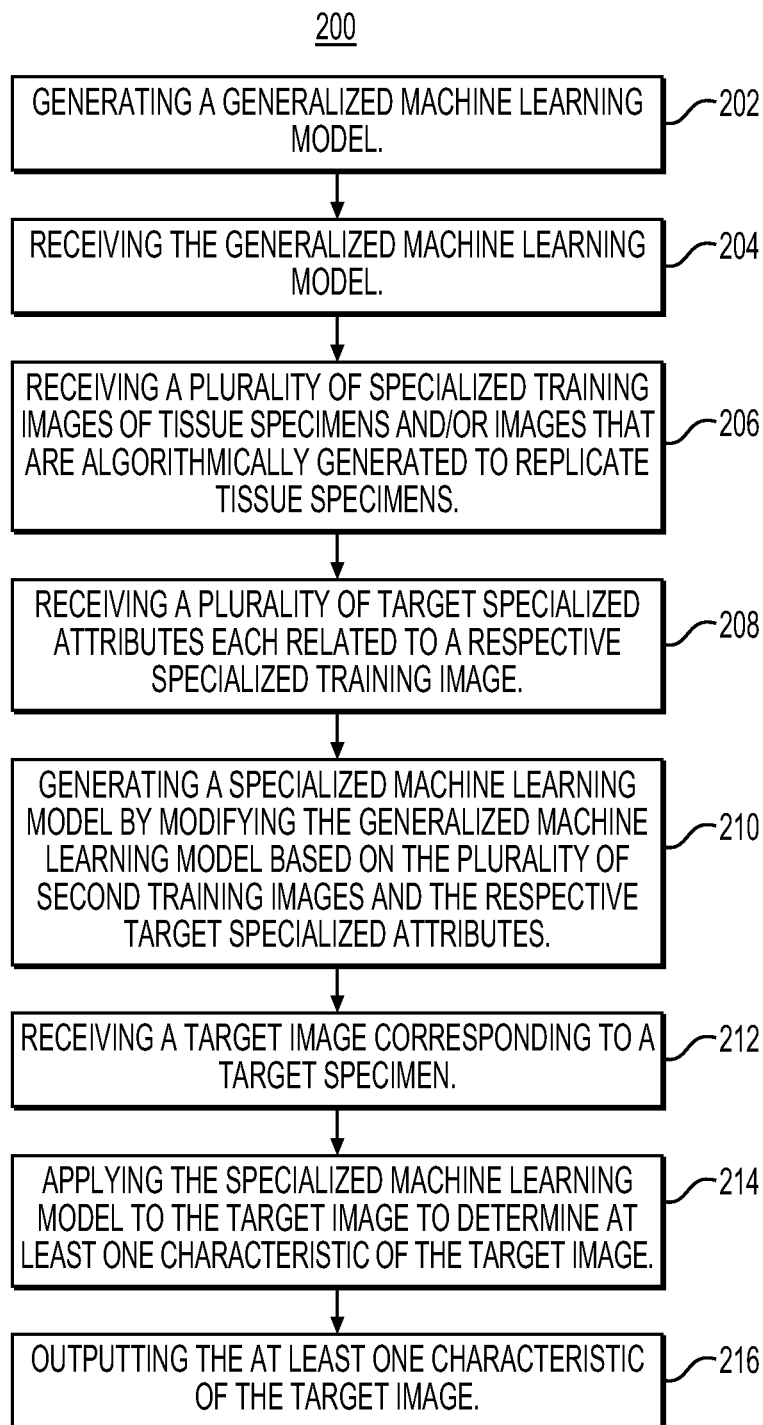 200
GENERATING A GENERALIZED MACHINE LEARNING
MODEL.
202
RECEIVING THE GENERALIZED MACHINE LEARNING
MODEL.
204
RECEIVING A PLURALITY OF SPECIALIZED TRAINING
IMAGES OF TISSUE SPECIMENS AND/OR IMAGES THAT
ARE ALGORITHMICALLY GENERATED TO REPLICATE
TISSUE SPECIMENS.
206
RECEIVING A PLURALITY OF TARGET SPECIALIZED
ATTRIBUTES EACH RELATED TO A RESPECTIVE
SPECIALIZED TRAINING IMAGE.
208
GENERATING A SPECIALIZED MACHINE LEARNING
MODEL BY MODIFYING THE GENERALIZED MACHINE
LEARNING MODEL BASED ON THE PLURALITY OF
SECOND TRAINING IMAGES AND THE RESPECTIVE
TARGET SPECIALIZED ATTRIBUTES.
210
RECEIVING A TARGET IMAGE CORRESPONDING TO A
TARGET SPECIMEN.
212
APPLYING THE SPECIALIZED MACHINE LEARNING
MODEL TO THE TARGET IMAGE TO DETERMINE AT
LEAST ONE CHARACTERISTIC OF THE TARGET IMAGE.
214
OUTPUTTING THE AT LEAST ONE CHARACTERISTIC
OF THE TARGET IMAGE.
216